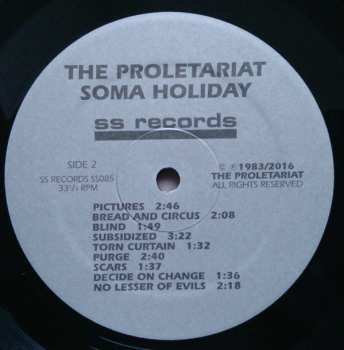 THE PROLETARIAT
SOMA HOLIDAY
ss records
SIDE 2
SS RECORDS SS085
33⅓ RPM
© ℗ 1983/2016
THE PROLETARIAT
ALL RIGHTS RESERVED
PICTURES 2:46
BREAD AND CIRCUS 2:08
BLIND 1:49
SUBSIDIZED 3:22
TORN CURTAIN 1:32
PURGE 2:40
SCARS 1:37
DECIDE ON CHANGE 1:36
NO LESSER OF EVILS 2:18